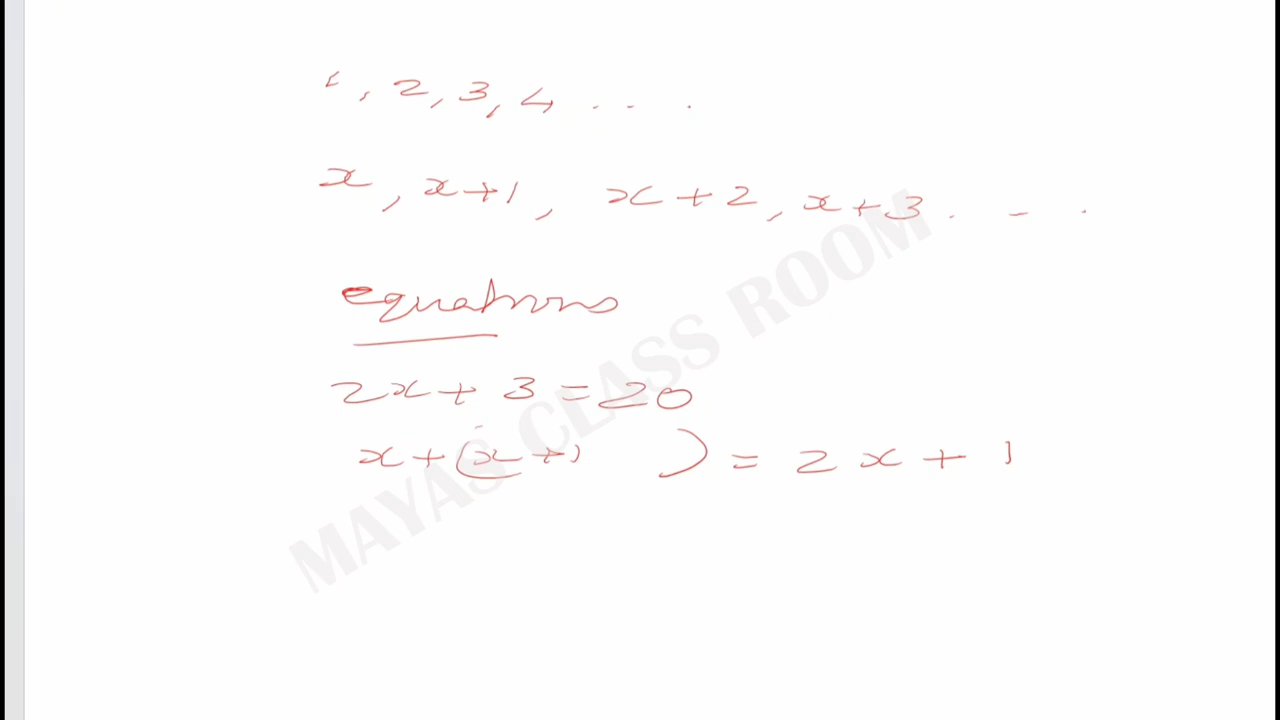 1, 2, 3, 4 . . .
x, x+1, x+2, x+3 . - .
equations
2x + 3 = 20
x + (x + 1 ) = 2x + 1
MAYAS CLASS ROOM